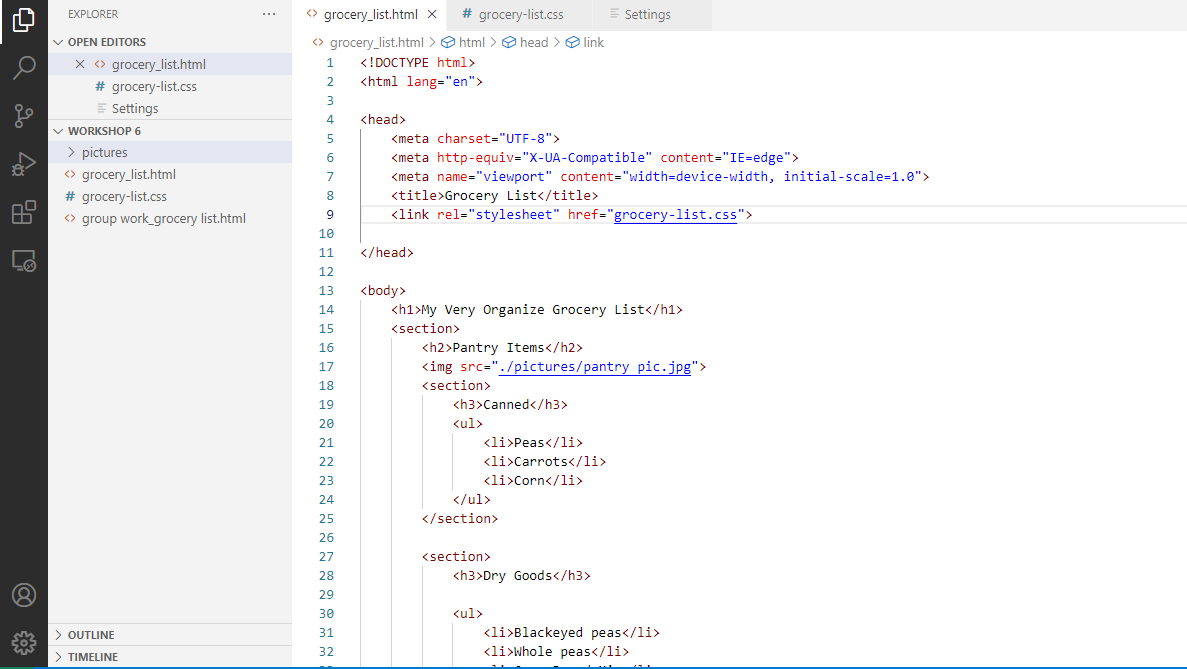 EXPLORER ···
OPEN EDITORS
grocery_list.html
# grocery-list.css
Settings
WORKSHOP 6
pictures
grocery_list.html
# grocery-list.css
group work_grocery list.html
OUTLINE
TIMELINE
grocery_list.html # grocery-list.css Settings
grocery_list.html > html > head > link
1 <!DOCTYPE html>
2 <html lang="en">
3
4 <head>
5 <meta charset="UTF-8">
6 <meta http-equiv="X-UA-Compatible" content="IE=edge">
7 <meta name="viewport" content="width=device-width, initial-scale=1.0">
8 <title>Grocery List</title>
9 <link rel="stylesheet" href="grocery-list.css">
10
11 </head>
12
13 <body>
14 <h1>My Very Organize Grocery List</h1>
15 <section>
16 <h2>Pantry Items</h2>
17 <img src="./pictures/pantry pic.jpg">
18 <section>
19 <h3>Canned</h3>
20 <ul>
21 <li>Peas</li>
22 <li>Carrots</li>
23 <li>Corn</li>
24 </ul>
25 </section>
26
27 <section>
28 <h3>Dry Goods</h3>
29
30 <ul>
31 <li>Blackeyed peas</li>
32 <li>Whole peas</li>